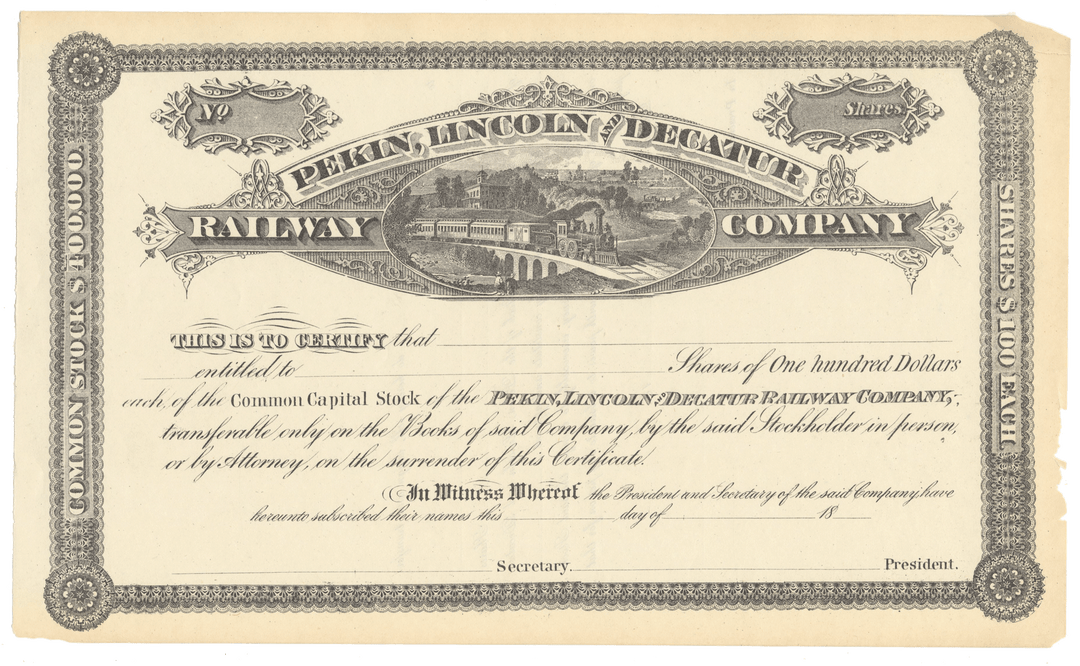 No
Shares
PEKIN, LINCOLN AND DECATUR
RAILWAY COMPANY
COMMON STOCK $100,000.
SHARES $100 EACH.
THIS IS TO CERTIFY that
entitled to Shares of One hundred Dollars
each, of the Common Capital Stock of the PEKIN, LINCOLN AND DECATUR RAILWAY COMPANY,
transferable only on the Books of said Company, by the said Stockholder in person,
or by Attorney, on the surrender of this Certificate.
In Witness Whereof the President and Secretary of the said Company have
hereunto subscribed their names this day of 18
Secretary. President.